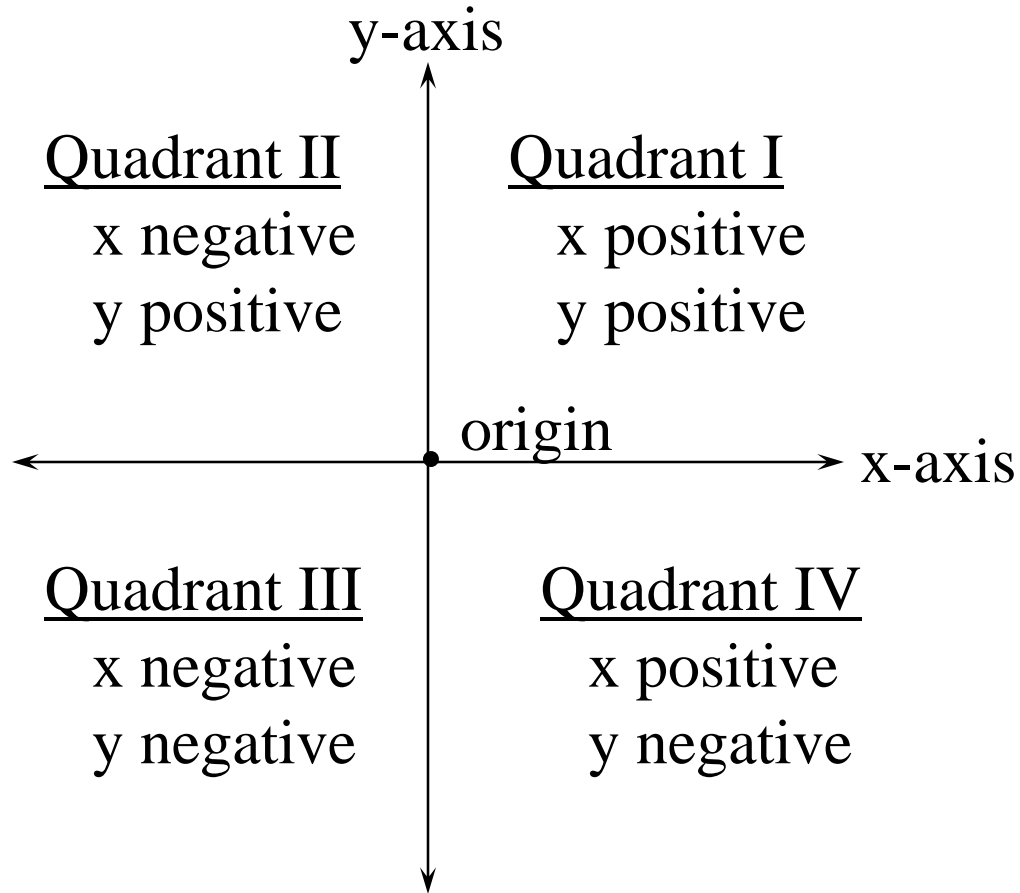 y-axis
Quadrant II
x negative
y positive
Quadrant I
x positive
y positive
origin
x-axis
Quadrant III
x negative
y negative
Quadrant IV
x positive
y negative